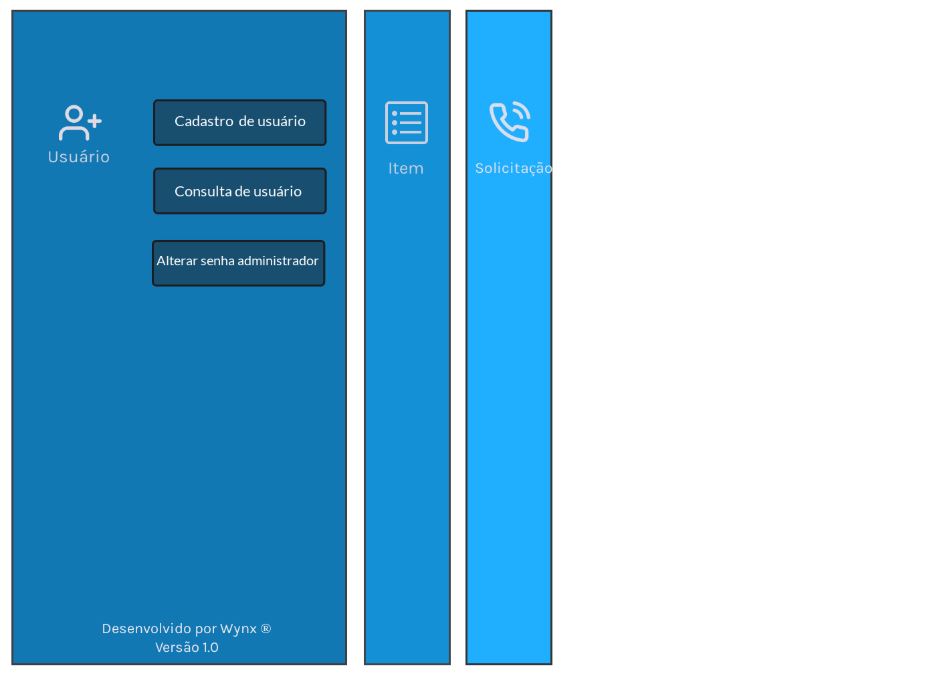 Usuário
Cadastro de usuário
Consulta de usuário
Alterar senha administrador
Desenvolvido por Wynx ®
Versão 1.0
Item
Solicitação